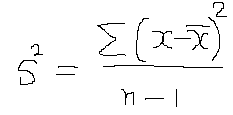 s² = Σ(x-x̅)² / n-1